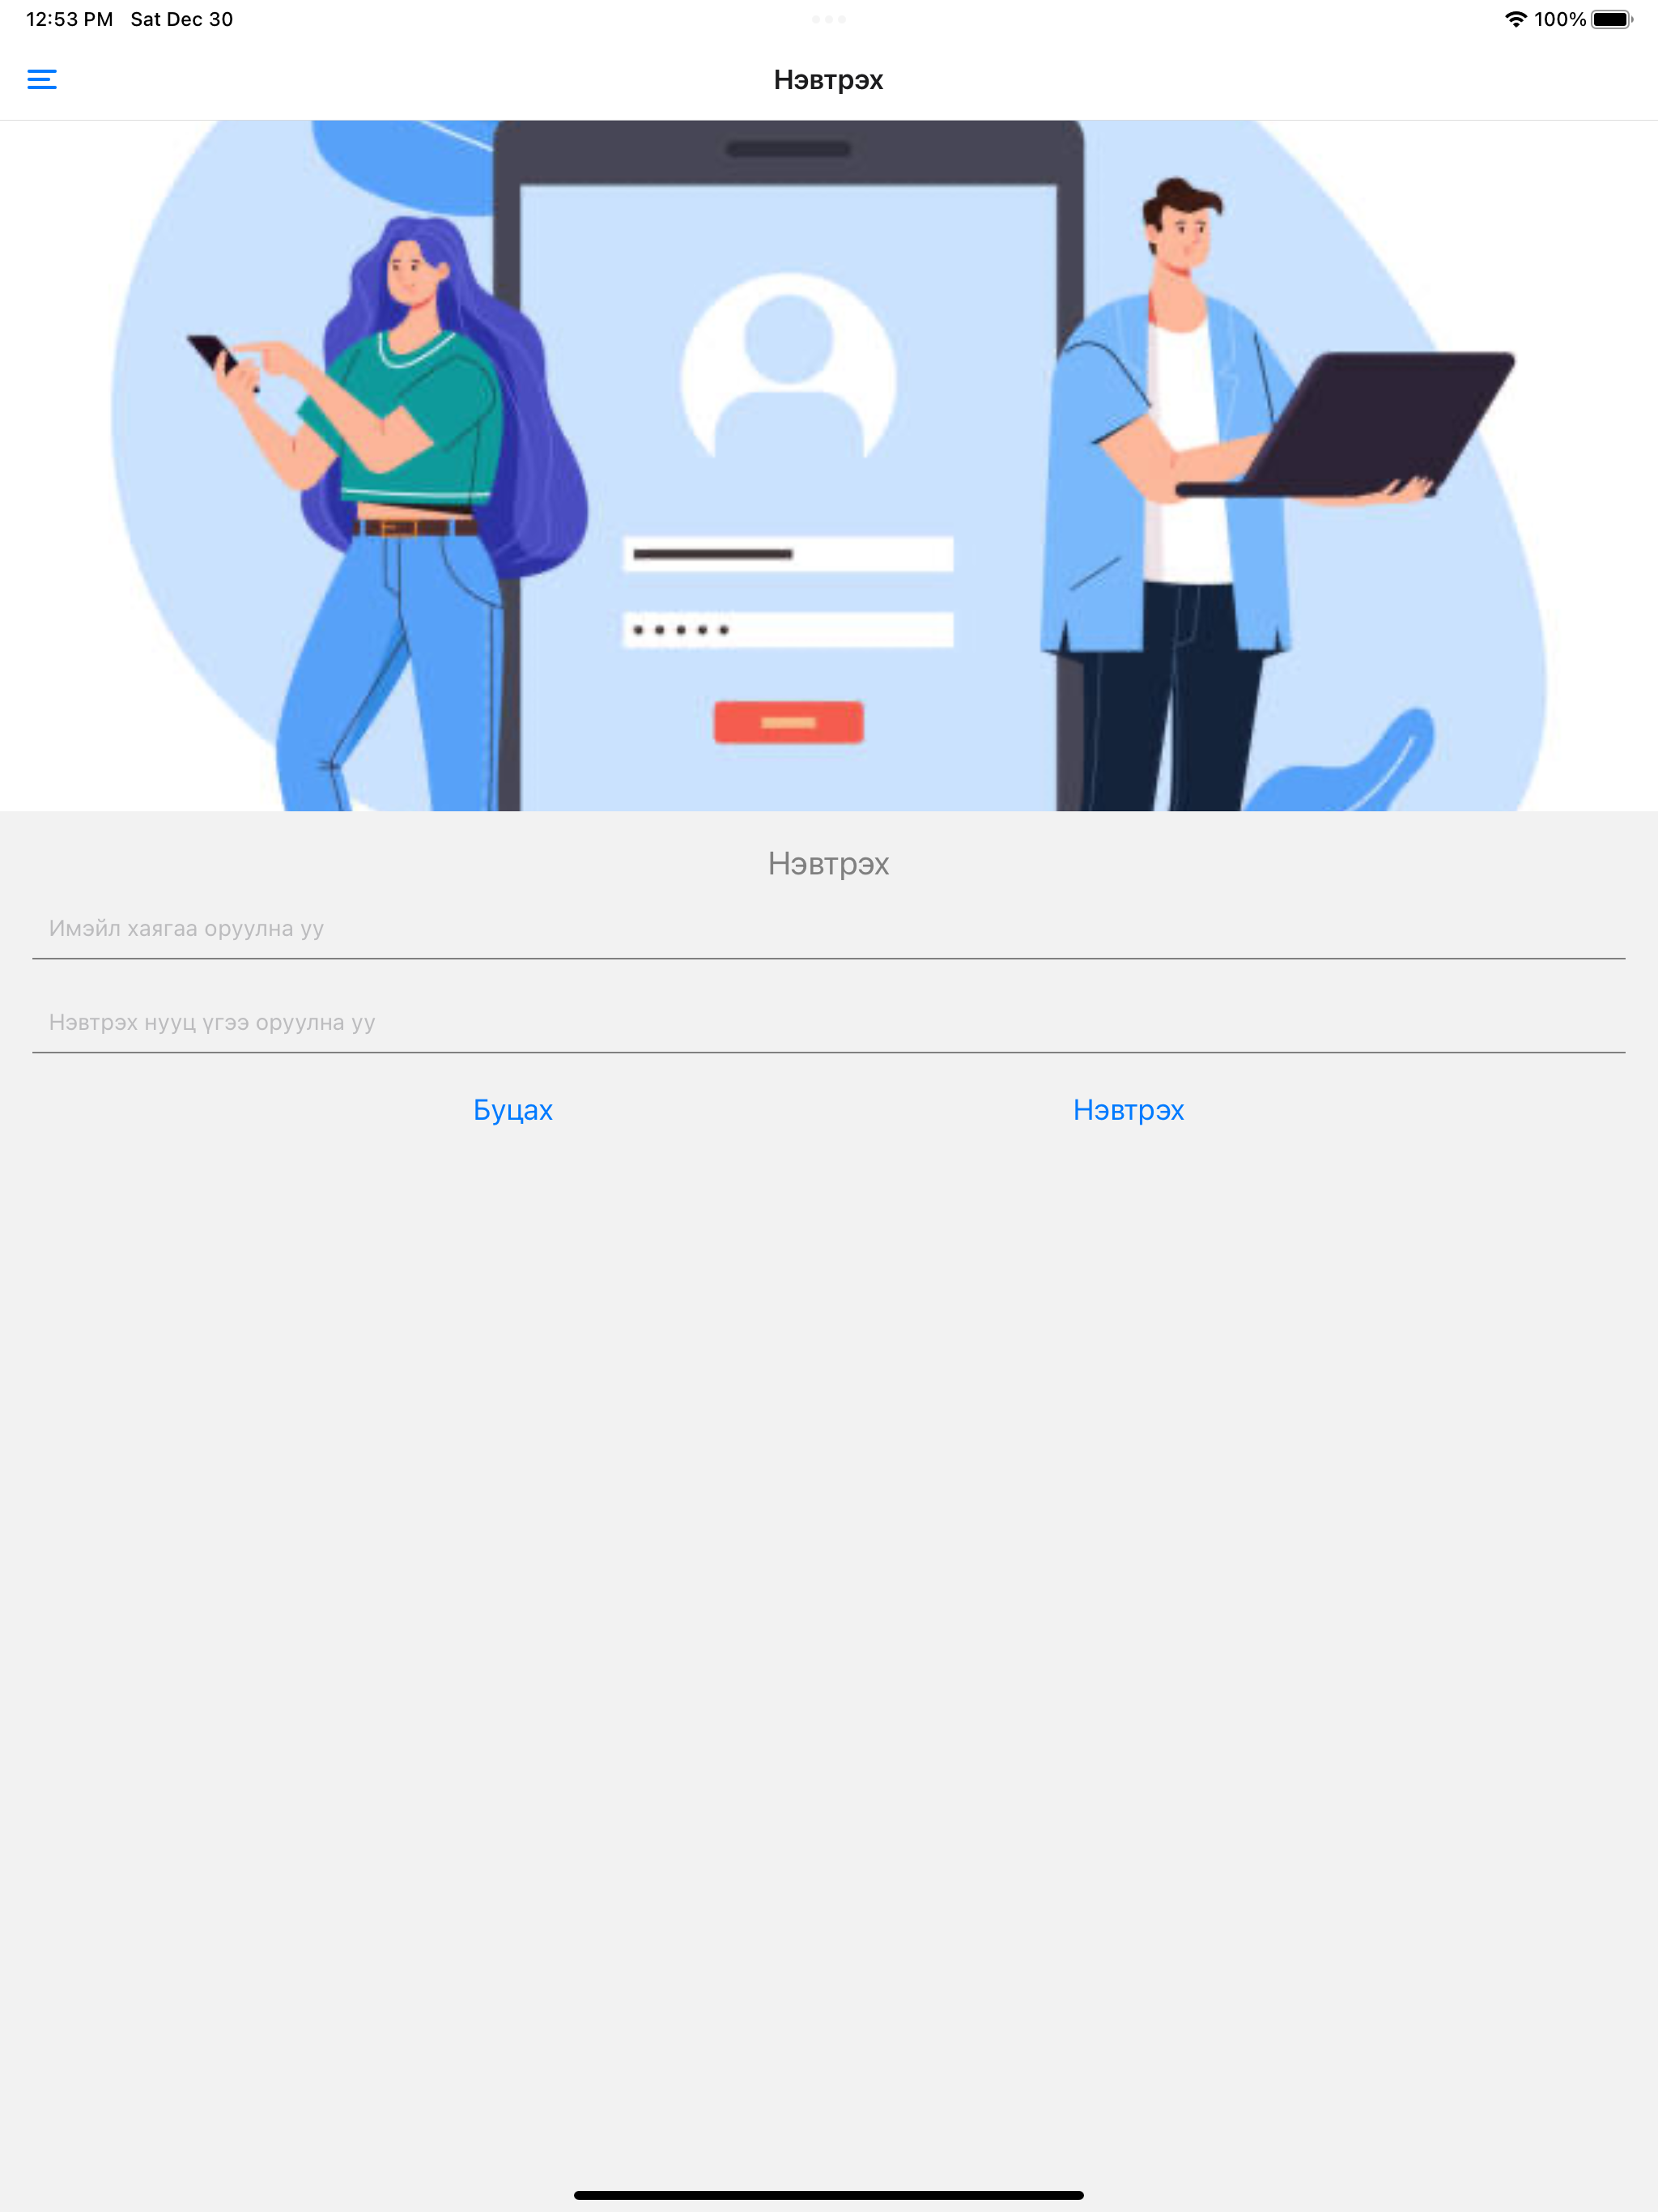 12:53 PM Sat Dec 30 100%
Нэвтрэх
Нэвтрэх
Имэйл хаягаа оруулна уу
Нэвтрэх нууц үгээ оруулна уу
Буцах Нэвтрэх